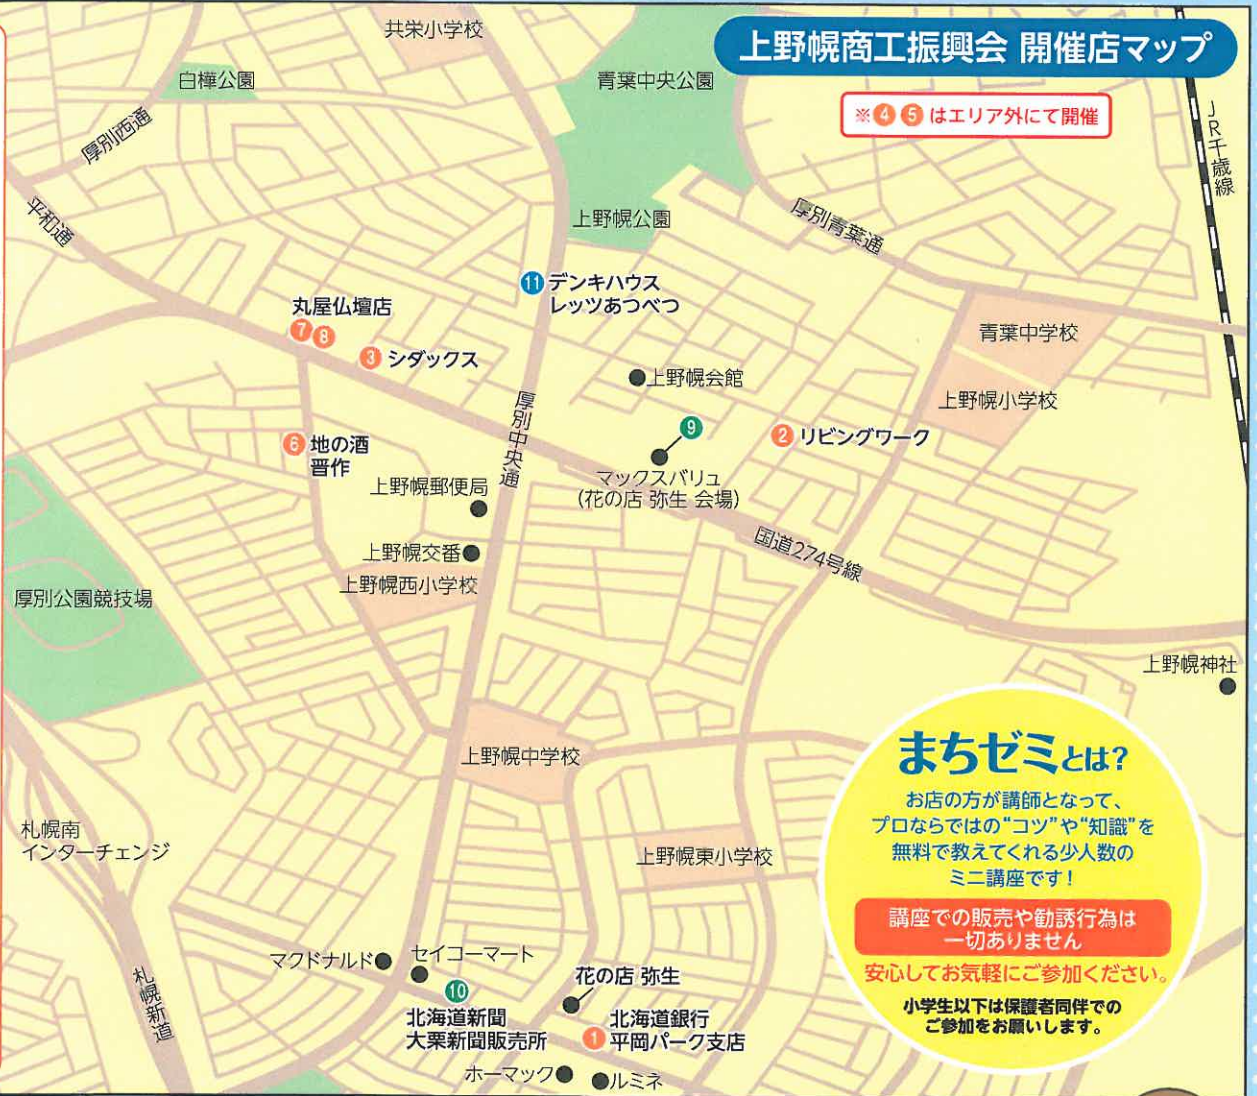 上野幌商工振興会 開催店マップ
※④⑤はエリア外にて開催
共栄小学校
白樺公園
青葉中央公園
JR千歳線
厚別西通
平和通
上野幌公園
厚別青葉通
⑪デンキハウス
レッツあつべつ
丸屋仏壇店
⑦⑧
③シダックス
青葉中学校
上野幌会館
上野幌小学校
厚別中央通
⑨
②リビングワーク
⑥地の酒
晋作
マックスバリュ
(花の店 弥生 会場)
上野幌郵便局
国道274号線
上野幌交番
上野幌西小学校
厚別公園競技場
上野幌神社
上野幌中学校
札幌南
インターチェンジ
上野幌東小学校
まちゼミとは?
お店の方が講師となって、
プロならではの“コツ”や“知識”を
無料で教えてくれる少人数の
ミニ講座です!
講座での販売や勧誘行為は
一切ありません
安心してお気軽にご参加ください。
小学生以下は保護者同伴での
ご参加をお願いします。
マクドナルド
セイコーマート
札幌新道
⑩
北海道新聞
大栗新聞販売所
花の店 弥生
①北海道銀行
平岡パーク支店
ホーマック
ルミネ